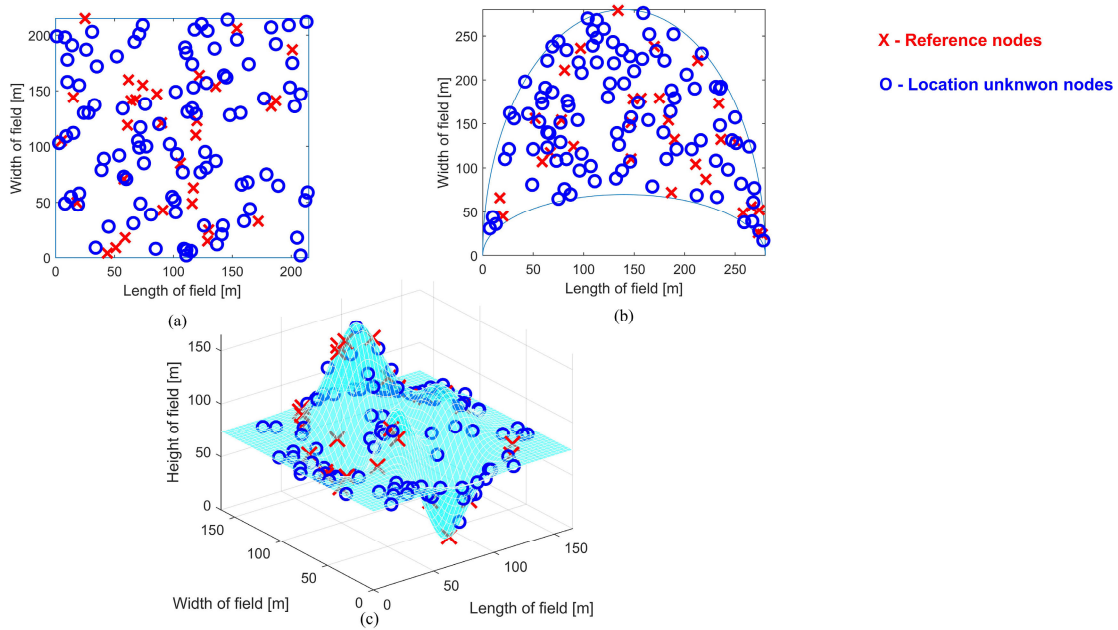 X - Reference nodes
O - Location unknwon nodes
200
150
100
50
0
Width of field [m]
0 50 100 150 200
Length of field [m]
(a)
250
200
150
100
50
0
Width of field [m]
0 50 100 150 200 250
Length of field [m]
(b)
150
100
50
0
Height of field [m]
150
100
50
0
Width of field [m]
0
50
100
150
Length of field [m]
(c)